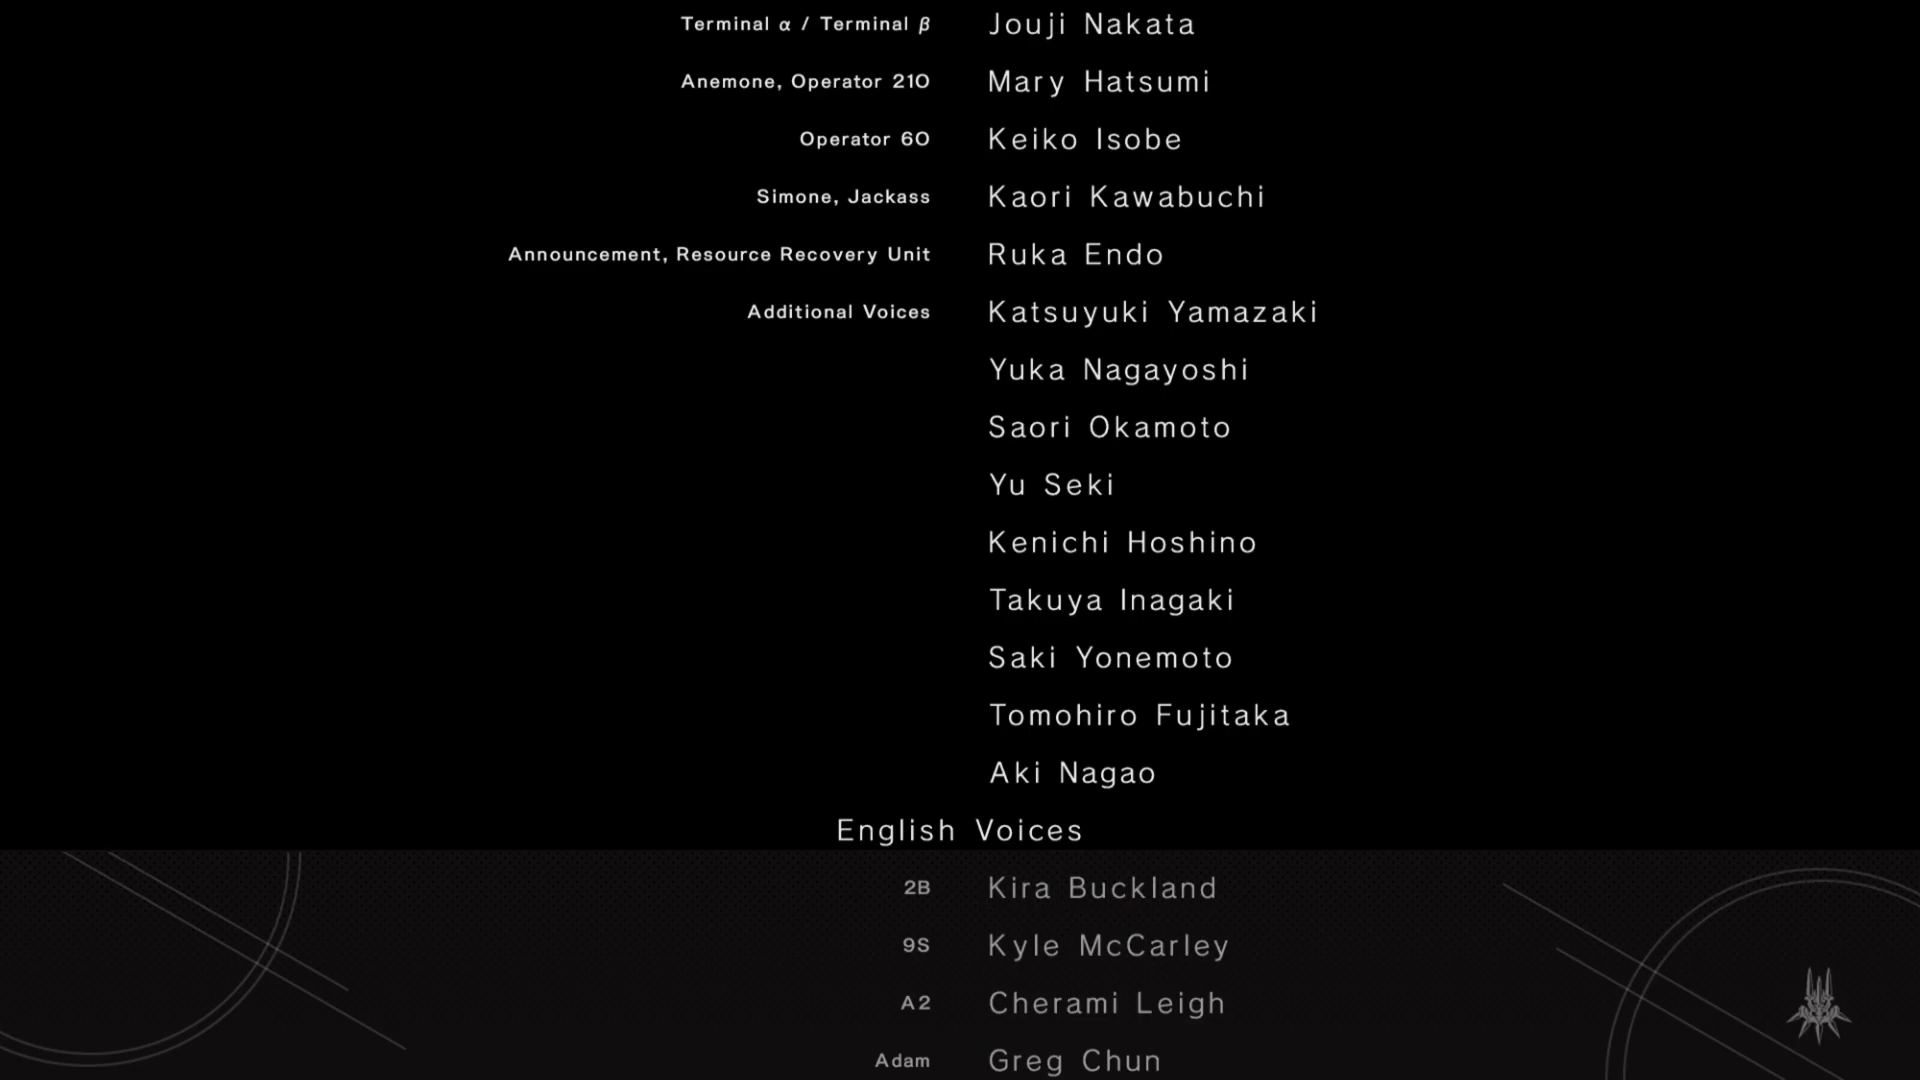 Terminal α / Terminal β Jouji Nakata
Anemone, Operator 21O Mary Hatsumi
Operator 6O Keiko Isobe
Simone, Jackass Kaori Kawabuchi
Announcement, Resource Recovery Unit Ruka Endo
Additional Voices Katsuyuki Yamazaki
Yuka Nagayoshi
Saori Okamoto
Yu Seki
Kenichi Hoshino
Takuya Inagaki
Saki Yonemoto
Tomohiro Fujitaka
Aki Nagao
English Voices
2B Kira Buckland
9S Kyle McCarley
A2 Cherami Leigh
Adam Greg Chun